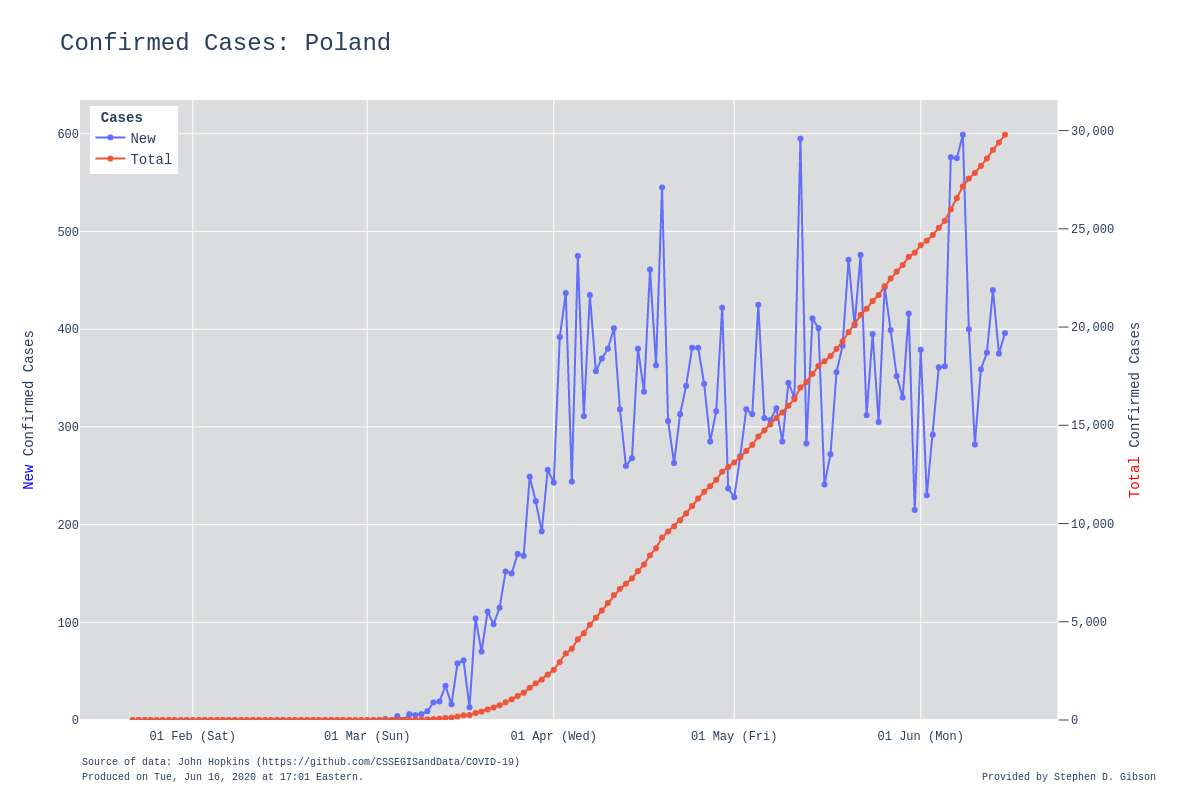 Confirmed Cases: Poland
Cases
New
Total
600
500
400
300
200
100
0
30,000
25,000
20,000
15,000
10,000
5,000
0
New Confirmed Cases
Total Confirmed Cases
01 Feb (Sat)
01 Mar (Sun)
01 Apr (Wed)
01 May (Fri)
01 Jun (Mon)
Source of data: John Hopkins (https://github.com/CSSEGISandData/COVID-19)
Produced on Tue, Jun 16, 2020 at 17:01 Eastern.
Provided by Stephen D. Gibson